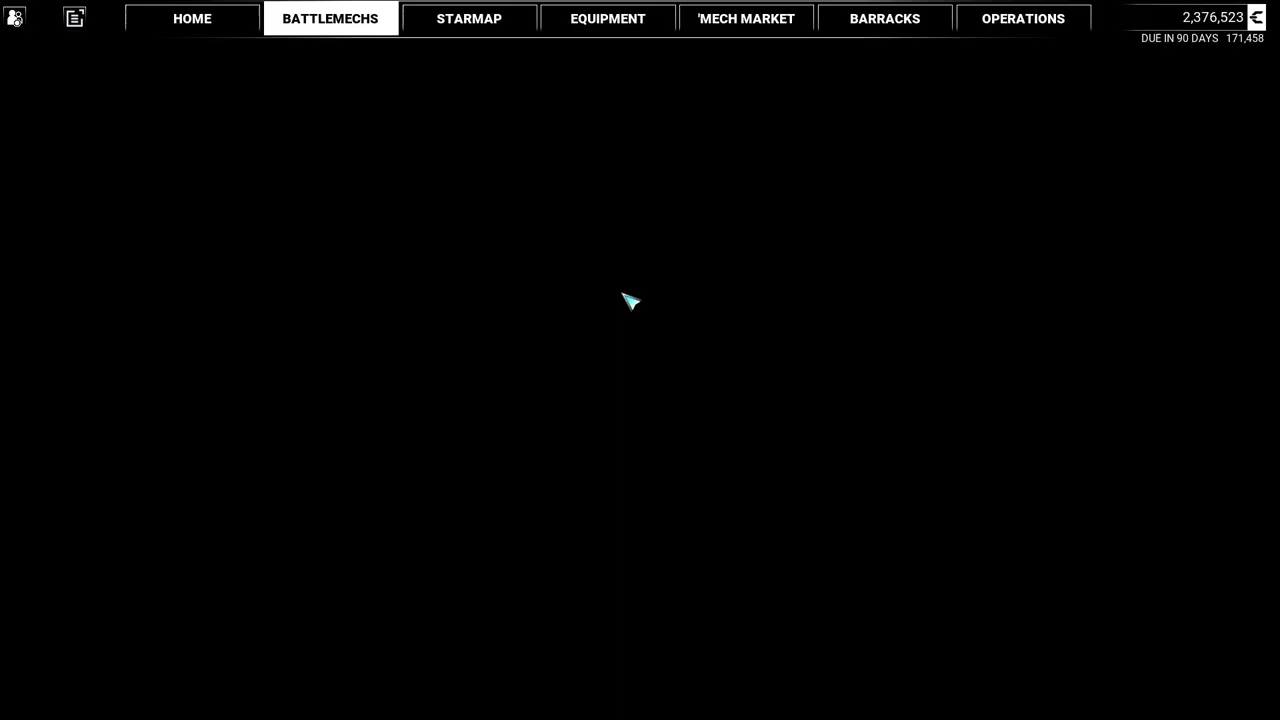 HOME
BATTLEMECHS
STARMAP
EQUIPMENT
'MECH MARKET
BARRACKS
OPERATIONS
2,376,523
DUE IN 90 DAYS 171,458